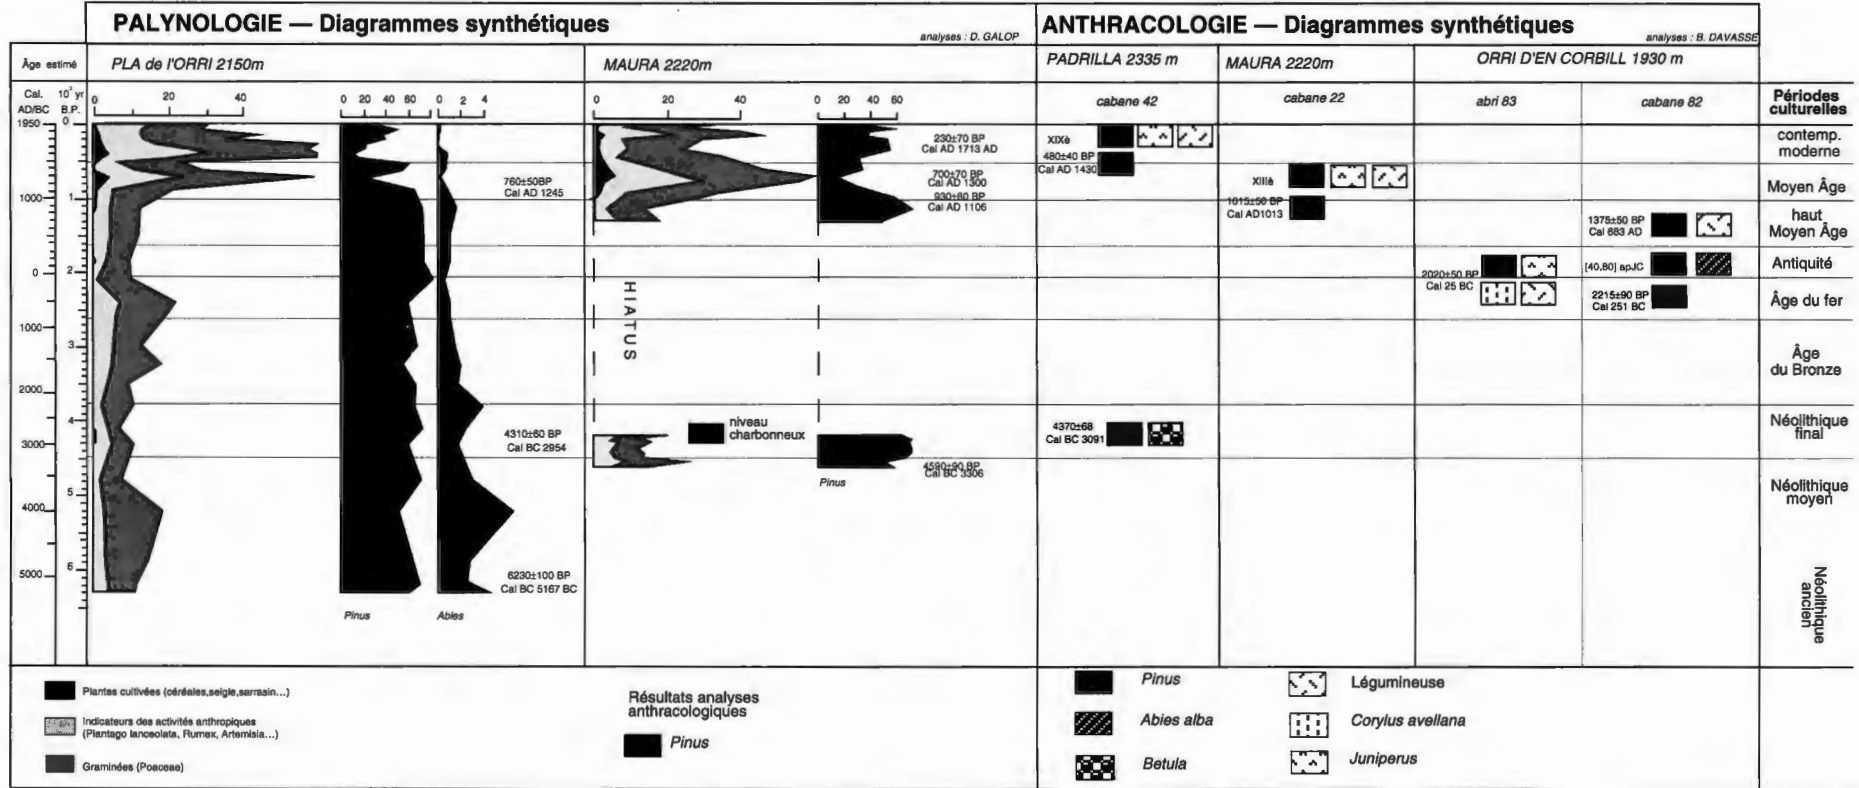 PALYNOLOGIE — Diagrammes synthétiques
analyses : D. GALOP
ANTHRACOLOGIE — Diagrammes synthétiques
analyses : B. DAVASSE
Âge estimé
PLA de l'ORRI 2150m
MAURA 2220m
PADRILLA 2335 m
MAURA 2220m
ORRI D'EN CORBILL 1930 m
Cal. AD/BC
10³ yr B.P.
0 20 40
0 20 40 60
0 2 4
0 20 40
0 20 40 60
cabane 42
cabane 22
abri 83
cabane 82
Périodes
culturelles
1950
1000
0
1000
2000
3000
4000
5000
0
1
2
3
4
5
6
760±50BP
Cal AD 1245
4310±60 BP
Cal BC 2954
6230±100 BP
Cal BC 5167 BC
Pinus
Abies
230±70 BP
Cal AD 1713 AD
700±70 BP
Cal AD 1300
930±80 BP
Cal AD 1106
HIATUS
niveau
charbonneux
4590±90 BP
Cal BC 3306
Pinus
XIXè
480±40 BP
Cal AD 1430
4370±68
Cal BC 3091
XIIIè
1015±50 BP
Cal AD1013
2020±50 BP
Cal 25 BC
1375±50 BP
Cal 683 AD
[40,80] apJC
2215±90 BP
Cal 251 BC
contemp.
moderne
Moyen Âge
haut
Moyen Âge
Antiquité
Âge du fer
Âge
du Bronze
Néolithique
final
Néolithique
moyen
Néolithique
ancien
Plantes cultivées (céréales,seigle,sarrasin...)
Indicateurs des activités anthropiques
(Plantago lanceolata, Rumex, Artemisia...)
Graminées (Poaceae)
Résultats analyses
anthracologiques
Pinus
Pinus
Abies alba
Betula
Légumineuse
Corylus avellana
Juniperus